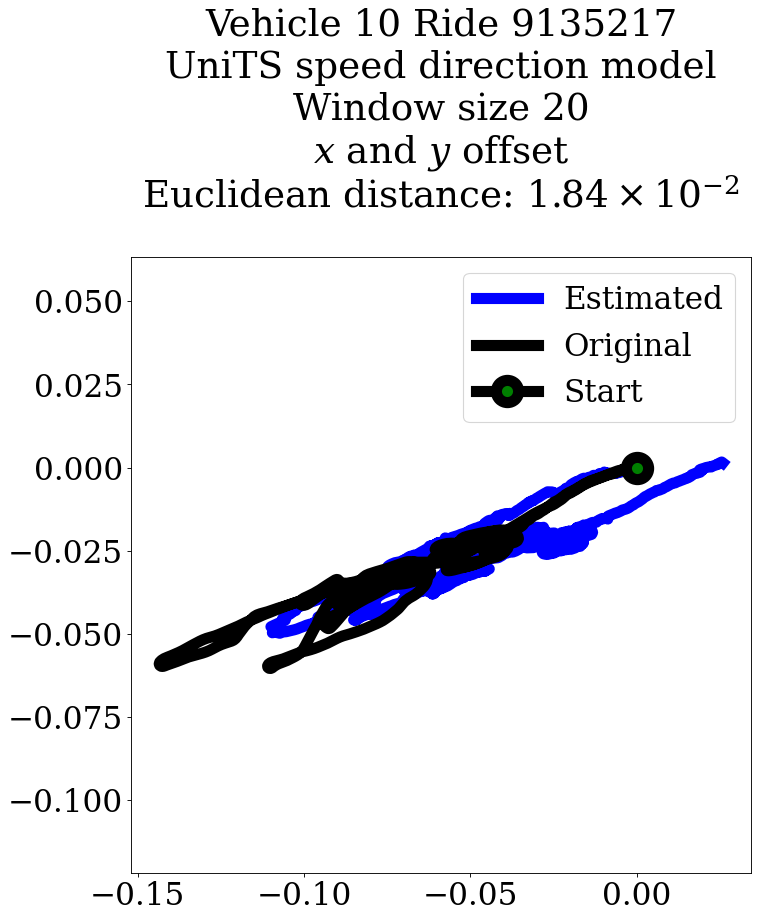 Vehicle 10 Ride 9135217
UniTS speed direction model
Window size 20
x and y offset
Euclidean distance: 1.84 × 10⁻²
Estimated
Original
Start
0.050
0.025
0.000
−0.025
−0.050
−0.075
−0.100
−0.15 −0.10 −0.05 0.00